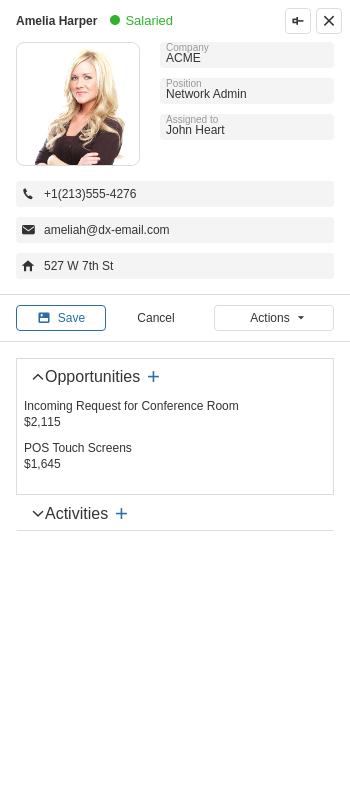 Amelia Harper Salaried
Company
ACME
Position
Network Admin
Assigned to
John Heart
+1(213)555-4276
ameliah@dx-email.com
527 W 7th St
Save Cancel Actions
Opportunities
Incoming Request for Conference Room
$2,115
POS Touch Screens
$1,645
Activities